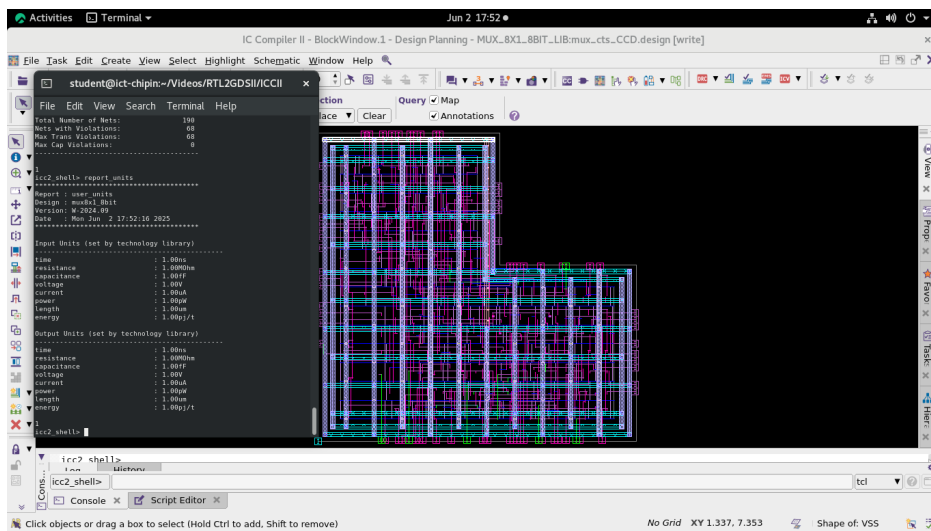 Activities Terminal Jun 2 17:52
IC Compiler II - BlockWindow.1 - Design Planning - MUX_8X1_8BIT_LIB:mux_cts_CCD.design [write]
File Task Edit Create View Select Highlight Schematic Window Help
student@ict-chipin:~/Videos/RTL2GDSII/ICCII
File Edit View Search Terminal Help
ction Query Map
lace Clear Annotations
Total Number of Nets: 190
Nets with Violations: 68
Max Trans Violations: 68
Max Cap Violations: 0
----------------------------------------
1
icc2_shell> report_units
****************************************
Report : user_units
Design : mux8x1_8bit
Version: W-2024.09
Date : Mon Jun 2 17:52:16 2025
****************************************
Input Units (set by technology library)
----------------------------------------------
time : 1.00ns
resistance : 1.00MOhm
capacitance : 1.00fF
voltage : 1.00V
current : 1.00uA
power : 1.00pW
length : 1.00um
energy : 1.00pj/t
Output Units (set by technology library)
----------------------------------------------
time : 1.00ns
resistance : 1.00MOhm
capacitance : 1.00fF
voltage : 1.00V
current : 1.00uA
power : 1.00pW
length : 1.00um
energy : 1.00pj/t
1
icc2_shell>
View
Prop
Favo
Tasks
Hier
icc2_shell>
Log History
Cons...
icc2_shell> tcl
Console Script Editor
Click objects or drag a box to select (Hold Ctrl to add, Shift to remove) No Grid XY 1.337, 7.353 Shape of: VSS